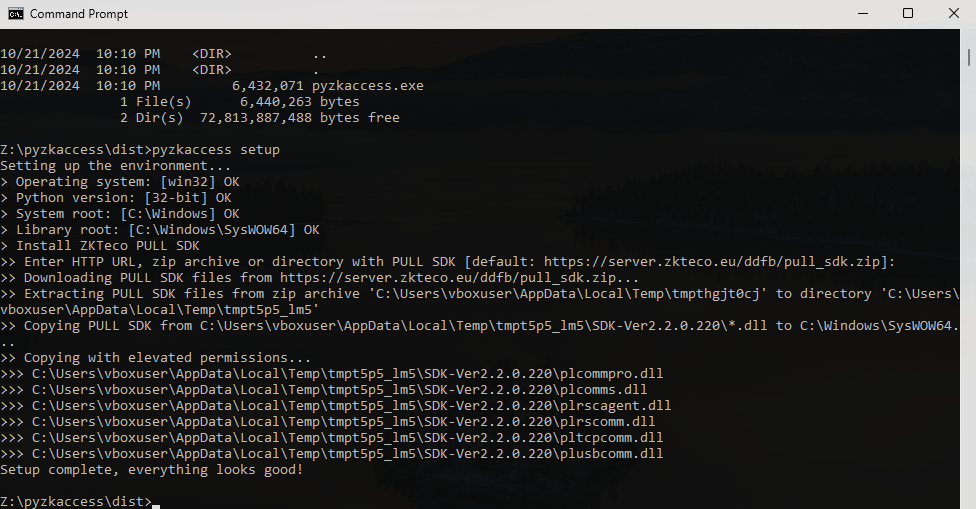 Command Prompt
10/21/2024  10:10 PM    <DIR>          ..
10/21/2024  10:10 PM    <DIR>          .
10/21/2024  10:10 PM         6,432,071 pyzkaccess.exe
               1 File(s)      6,440,263 bytes
               2 Dir(s)  72,813,887,488 bytes free
Z:\pyzkaccess\dist>pyzkaccess setup
Setting up the environment...
> Operating system: [win32] OK
> Python version: [32-bit] OK
> System root: [C:\Windows] OK
> Library root: [C:\Windows\SysWOW64] OK
> Install ZKTeco PULL SDK
>> Enter HTTP URL, zip archive or directory with PULL SDK [default: https://server.zkteco.eu/ddfb/pull_sdk.zip]:
>> Downloading PULL SDK files from https://server.zkteco.eu/ddfb/pull_sdk.zip...
>> Extracting PULL SDK files from zip archive 'C:\Users\vboxuser\AppData\Local\Temp\tmpthgjt0cj' to directory 'C:\Users\
vboxuser\AppData\Local\Temp\tmpt5p5_lm5'
>> Copying PULL SDK from C:\Users\vboxuser\AppData\Local\Temp\tmpt5p5_lm5\SDK-Ver2.2.0.220\*.dll to C:\Windows\SysWOW64.
..
>> Copying with elevated permissions...
>>> C:\Users\vboxuser\AppData\Local\Temp\tmpt5p5_lm5\SDK-Ver2.2.0.220\plcommpro.dll
>>> C:\Users\vboxuser\AppData\Local\Temp\tmpt5p5_lm5\SDK-Ver2.2.0.220\plcomms.dll
>>> C:\Users\vboxuser\AppData\Local\Temp\tmpt5p5_lm5\SDK-Ver2.2.0.220\plrscagent.dll
>>> C:\Users\vboxuser\AppData\Local\Temp\tmpt5p5_lm5\SDK-Ver2.2.0.220\plrscomm.dll
>>> C:\Users\vboxuser\AppData\Local\Temp\tmpt5p5_lm5\SDK-Ver2.2.0.220\pltcpcomm.dll
>>> C:\Users\vboxuser\AppData\Local\Temp\tmpt5p5_lm5\SDK-Ver2.2.0.220\plusbcomm.dll
Setup complete, everything looks good!
Z:\pyzkaccess\dist>